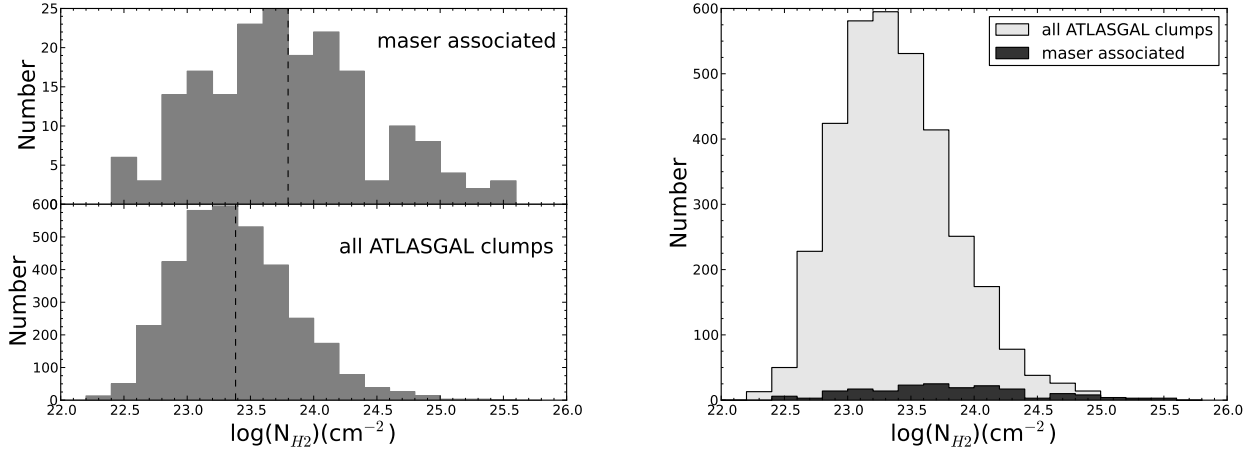 25
20
15
10
5
0
Number
maser associated
600
500
400
300
200
100
0
Number
all ATLASGAL clumps
22.0 22.5 23.0 23.5 24.0 24.5 25.0 25.5 26.0
log(N_{H2})(cm^{−2})
600
500
400
300
200
100
0
Number
all ATLASGAL clumps
maser associated
22.0 22.5 23.0 23.5 24.0 24.5 25.0 25.5 26.0
log(N_{H2})(cm^{−2})